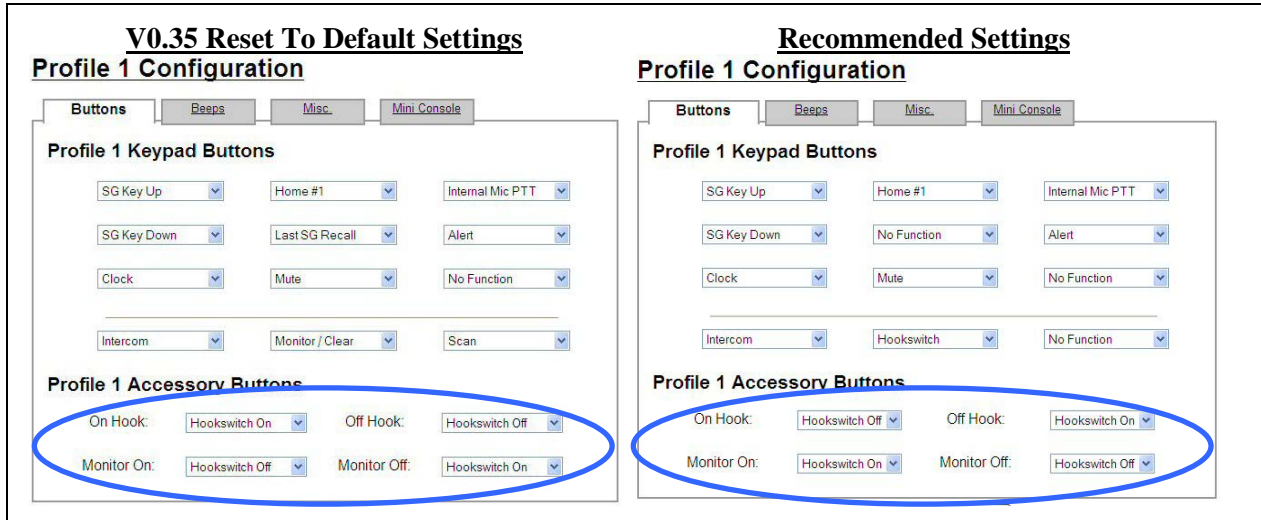 V0.35 Reset To Default Settings
Profile 1 Configuration
Buttons Beeps Misc. Mini Console
Profile 1 Keypad Buttons
SG Key Up Home #1 Internal Mic PTT
SG Key Down Last SG Recall Alert
Clock Mute No Function
Intercom Monitor / Clear Scan
Profile 1 Accessory Buttons
On Hook: Hookswitch On Off Hook: Hookswitch Off
Monitor On: Hookswitch Off Monitor Off: Hookswitch On
Recommended Settings
Profile 1 Configuration
Buttons Beeps Misc. Mini Console
Profile 1 Keypad Buttons
SG Key Up Home #1 Internal Mic PTT
SG Key Down No Function Alert
Clock Mute No Function
Intercom Hookswitch No Function
Profile 1 Accessory Buttons
On Hook: Hookswitch Off Off Hook: Hookswitch On
Monitor On: Hookswitch On Monitor Off: Hookswitch Off